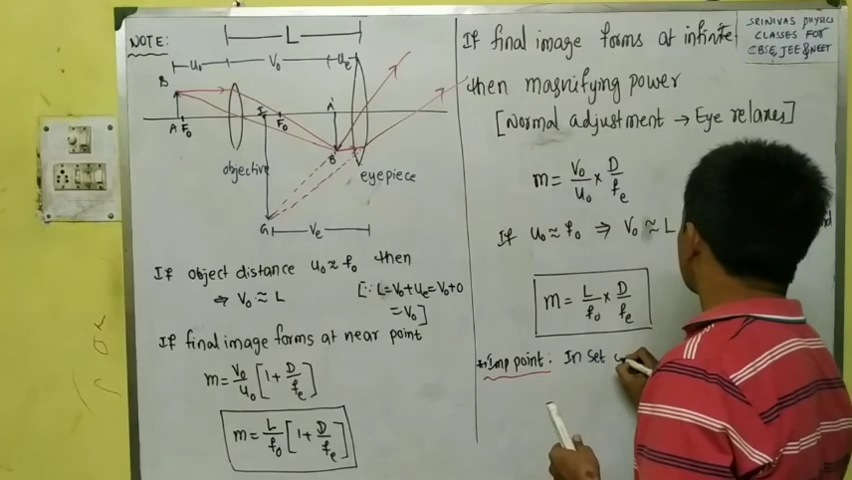 NOTE:
L
u₀ V₀ uₑ
B
A F₀ I F₀ A'
B'
objective eyepiece
G
Vₑ
If object distance u₀ ≈ f₀ then
⇒ V₀ ≈ L [∵ L = V₀ + uₑ = V₀ + 0
= V₀]
If final image forms at near point
m = V₀/u₀ [1 + D/fₑ]
m = L/f₀ [1 + D/fₑ]
SRINIVAS PHYSICS
CLASSES FOR
CBSE, JEE & NEET
If final image forms at infinite
then magnifying power
[Normal adjustment → Eye relaxes]
m = V₀/u₀ × D/fₑ
If u₀ ≈ f₀ ⇒ V₀ ≈ L
m = L/f₀ × D/fₑ
Imp point: In set